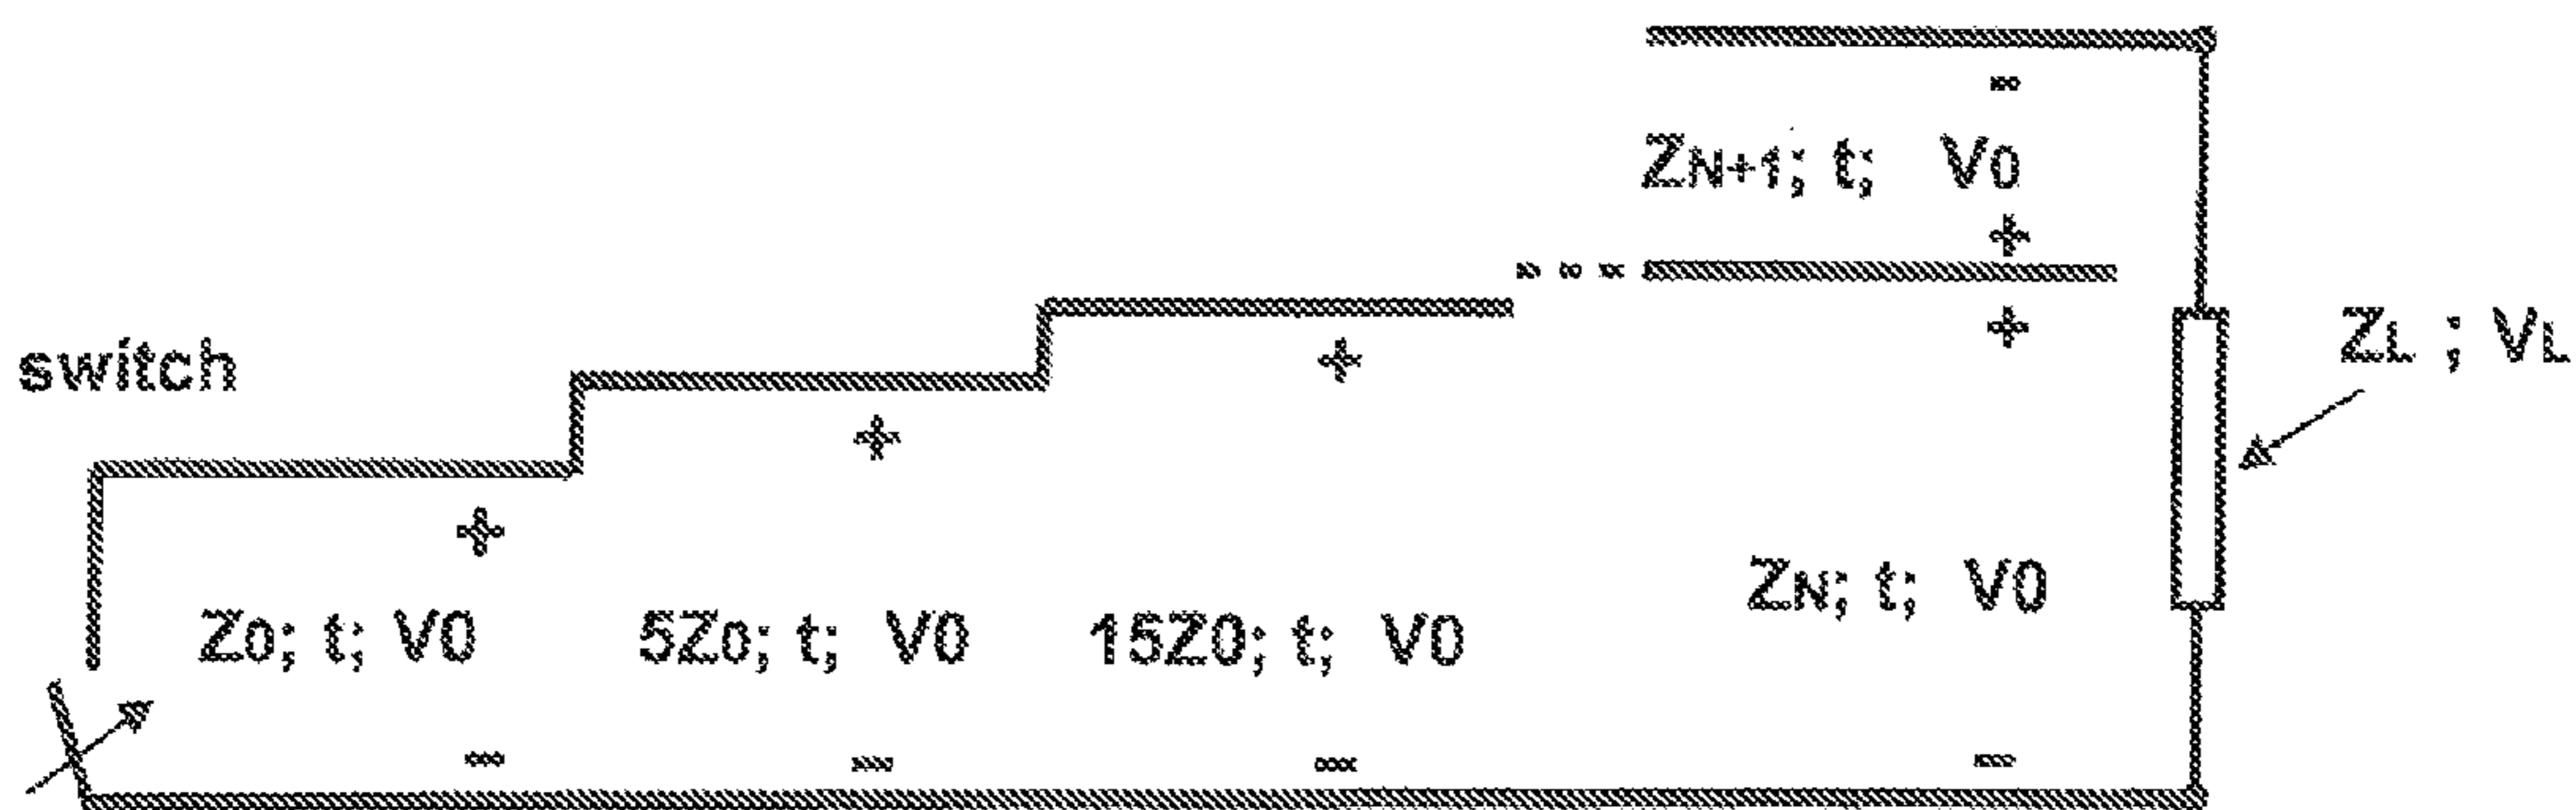 ZN+1; t; V0
switch
ZL ; VL
Z0; t; V0
5Z0; t; V0
15Z0; t; V0
ZN; t; V0